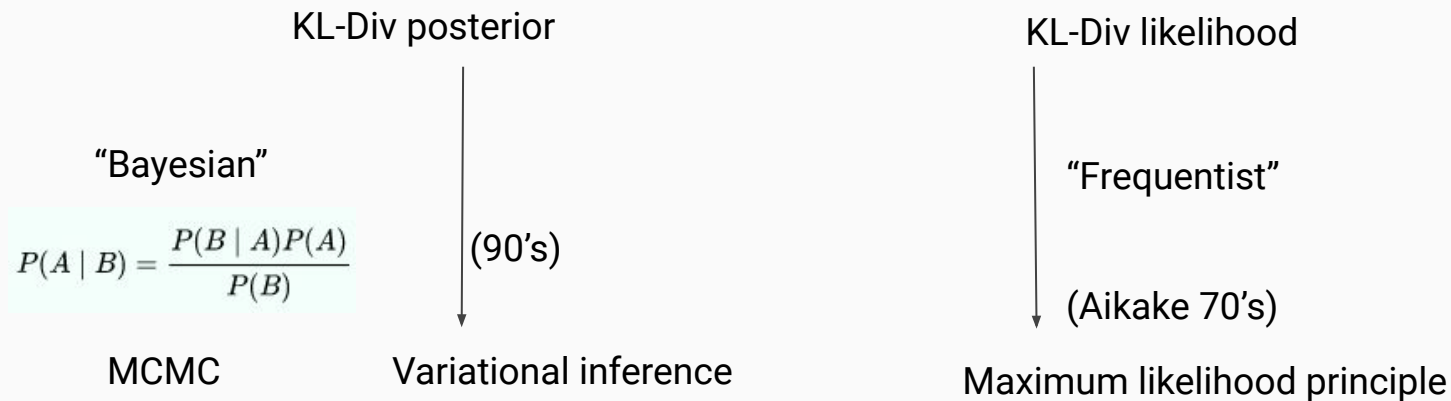 KL-Div posterior
KL-Div likelihood
“Bayesian”
“Frequentist”
P(A | B) = P(B | A)P(A) / P(B)
(90’s)
(Aikake 70’s)
MCMC
Variational inference
Maximum likelihood principle